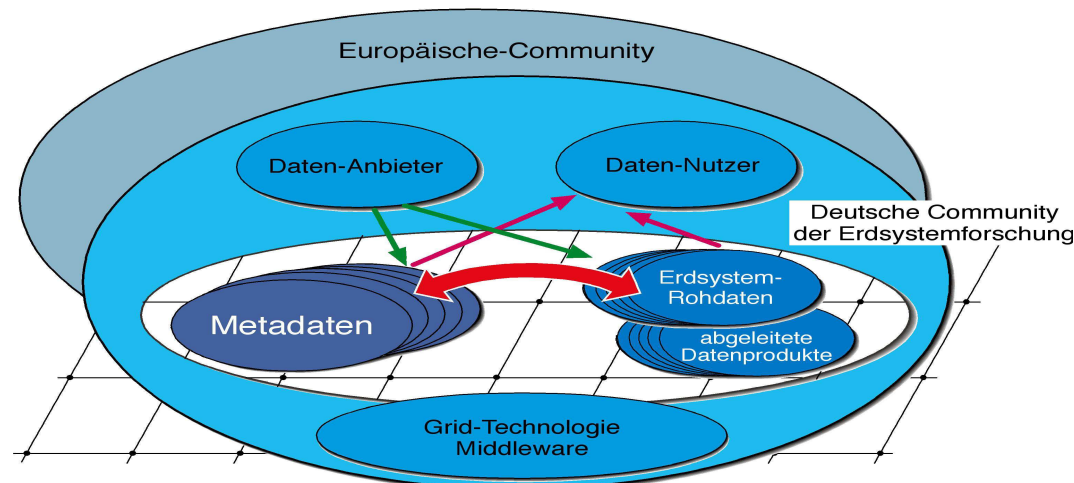 Europäische-Community
Daten-Anbieter
Daten-Nutzer
Deutsche Community
der Erdsystemforschung
Erdsystem-
Rohdaten
Metadaten
abgeleitete
Datenprodukte
Grid-Technologie
Middleware